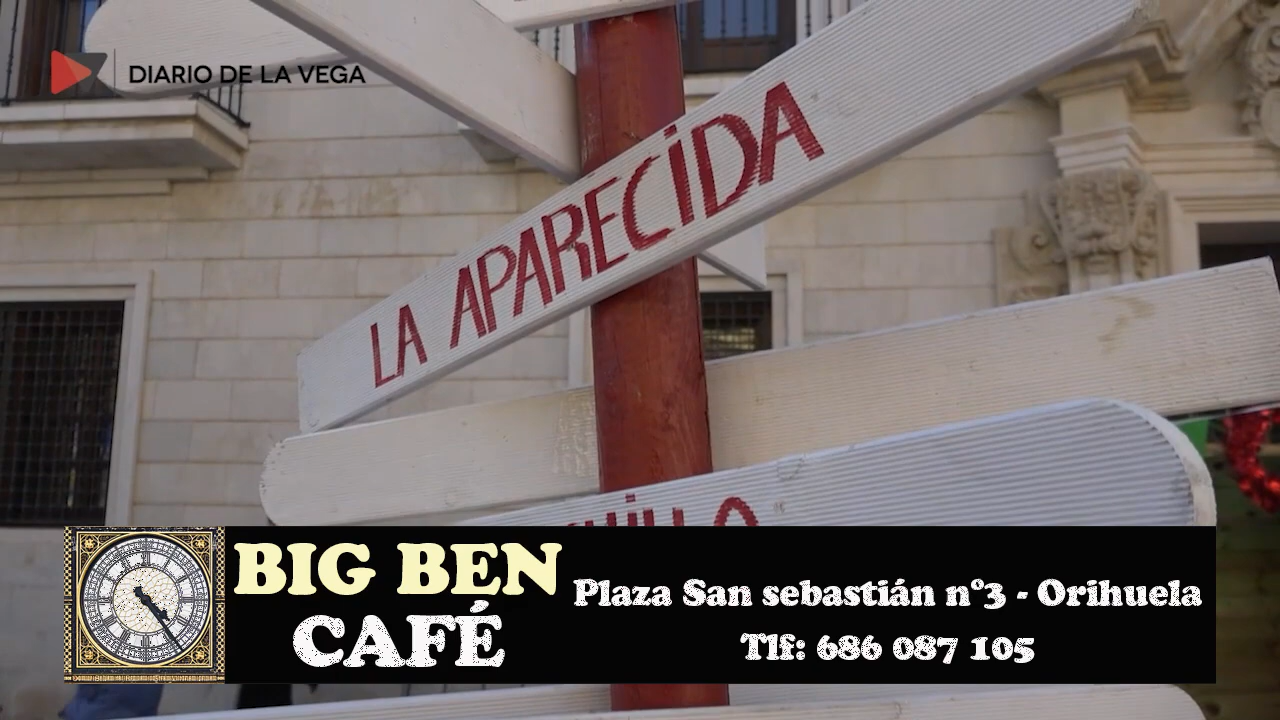 DIARIO DE LA VEGA
LA APARECiDA
BIG BEN
CAFÉ
Plaza San sebastián nº3 - Orihuela
Tlf: 686 087 105